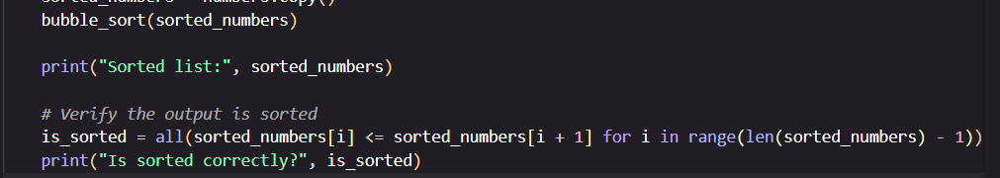 bubble_sort(sorted_numbers)
print("Sorted list:", sorted_numbers)
# Verify the output is sorted
is_sorted = all(sorted_numbers[i] <= sorted_numbers[i + 1] for i in range(len(sorted_numbers) - 1))
print("Is sorted correctly?", is_sorted)